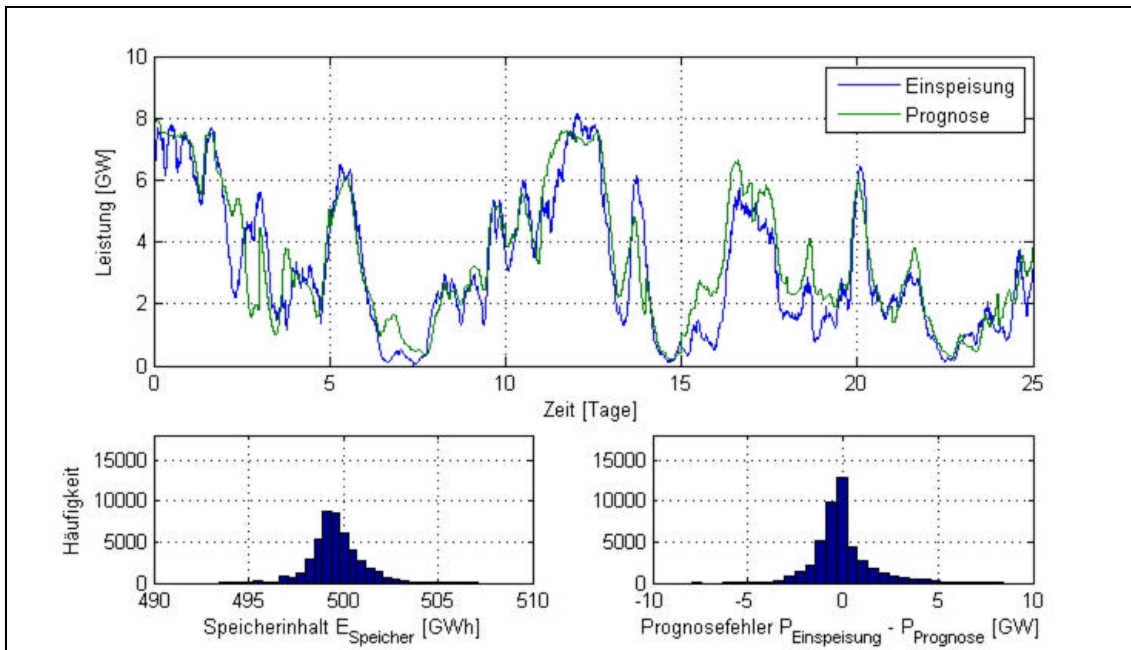 Einspeisung
Prognose
Leistung [GW]
10
8
6
4
2
0
0 5 10 15 20 25
Zeit [Tage]
Häufigkeit
15000
10000
5000
0
490 495 500 505 510
Speicherinhalt E_Speicher [GWh]
15000
10000
5000
0
-10 -5 0 5 10
Prognosefehler P_Einspeisung - P_Prognose [GW]